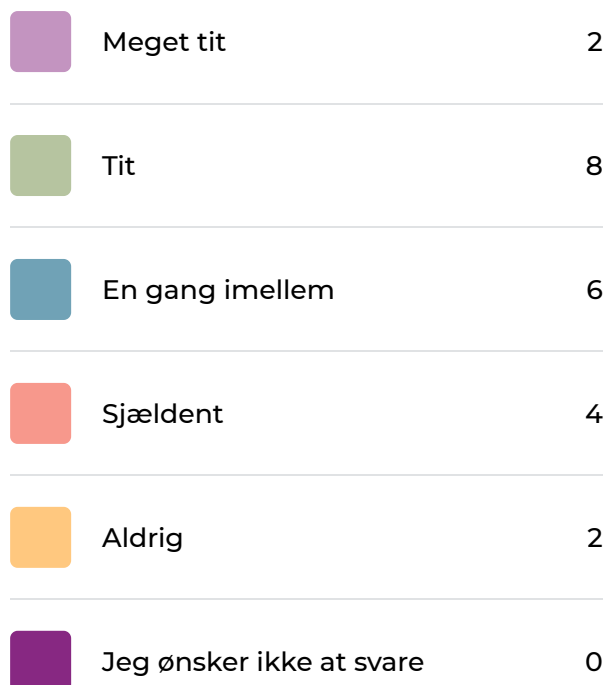 Meget tit 2
Tit 8
En gang imellem 6
Sjældent 4
Aldrig 2
Jeg ønsker ikke at svare 0